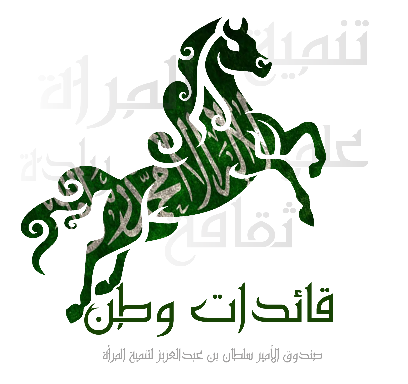 تنمية
المرأة
ثقافة
قائدات وطن
صندوق الأمير سلطان بن عبدالعزيز لتنمية المرأة